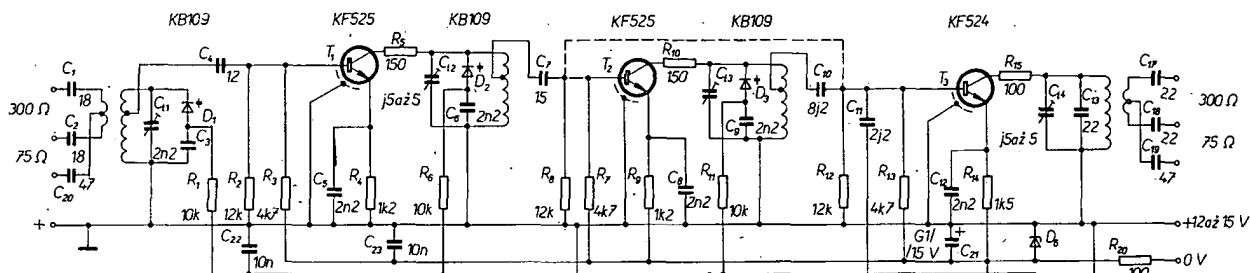 KB109 KF525 KB109 KF525 KB109 KF524
C1 18
300 Ω
C2 18
75 Ω
C20 47
C4 12
C11
D1
C3
2n2
R1 10k
R2 12k
R3 4k7
C22 10n
T1
R5 150
C5 2n2
R4 1k2
C23 10n
C12
j5až5
D2
C6 2n2
R6 10k
C7 15
R8 12k
R7 4k7
T2
R10 150
R9 1k2
C8 2n2
C13
D3
C9 2n2
R11 10k
C10 8j2
C11 2j2
R12 12k
R13 4k7
T3
R15 100
C12 2n2
R14 1k5
G1/
/15 V
C21
C14
j5až5
C13 22
D6
R20 100
C17 22
300 Ω
C18 22
75 Ω
C19 47
+
+12až15 V
0 V